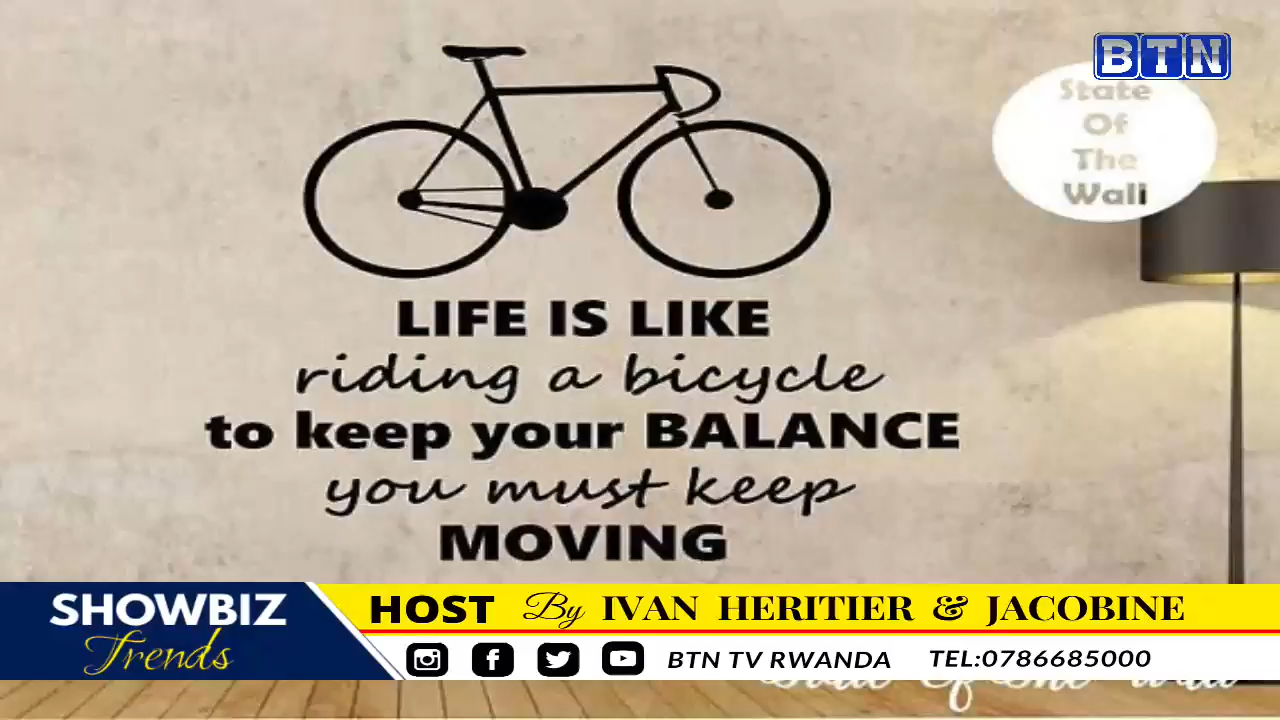 BTN
State
Of
The
Wall
LIFE IS LIKE
riding a bicycle
to keep your BALANCE
you must keep
MOVING
SHOWBIZ
Trends
HOST By IVAN HERITIER & JACOBINE
BTN TV RWANDA TEL:0786685000